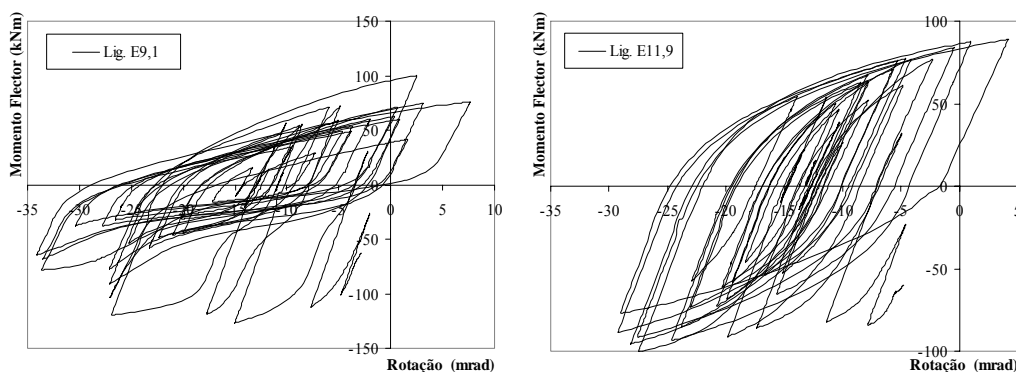 Momento Flector (kNm)
150
100
50
0
-50
-100
-150
-35 -30 -25 -20 -15 -10 -5 0 5 10
Lig. E9,1
Rotação (mrad)
Momento Flector (kNm)
100
50
0
-50
-100
-35 -30 -25 -20 -15 -10 -5 0 5
Lig. E11,9
Rotação (mrad)